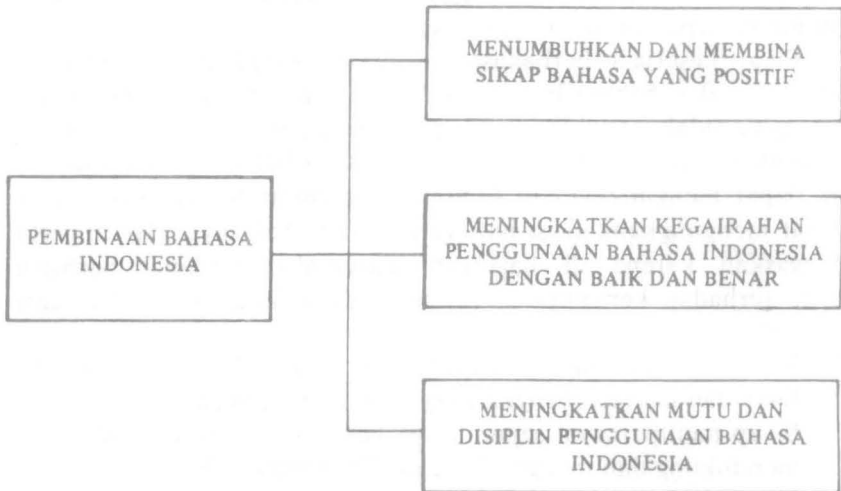 MENUMBUHKAN DAN MEMBINA
SIKAP BAHASA YANG POSITIF
PEMBINAAN BAHASA
INDONESIA
MENINGKATKAN KEGAIRAHAN
PENGGUNAAN BAHASA INDONESIA
DENGAN BAIK DAN BENAR
MENINGKATKAN MUTU DAN
DISIPLIN PENGGUNAAN BAHASA
INDONESIA